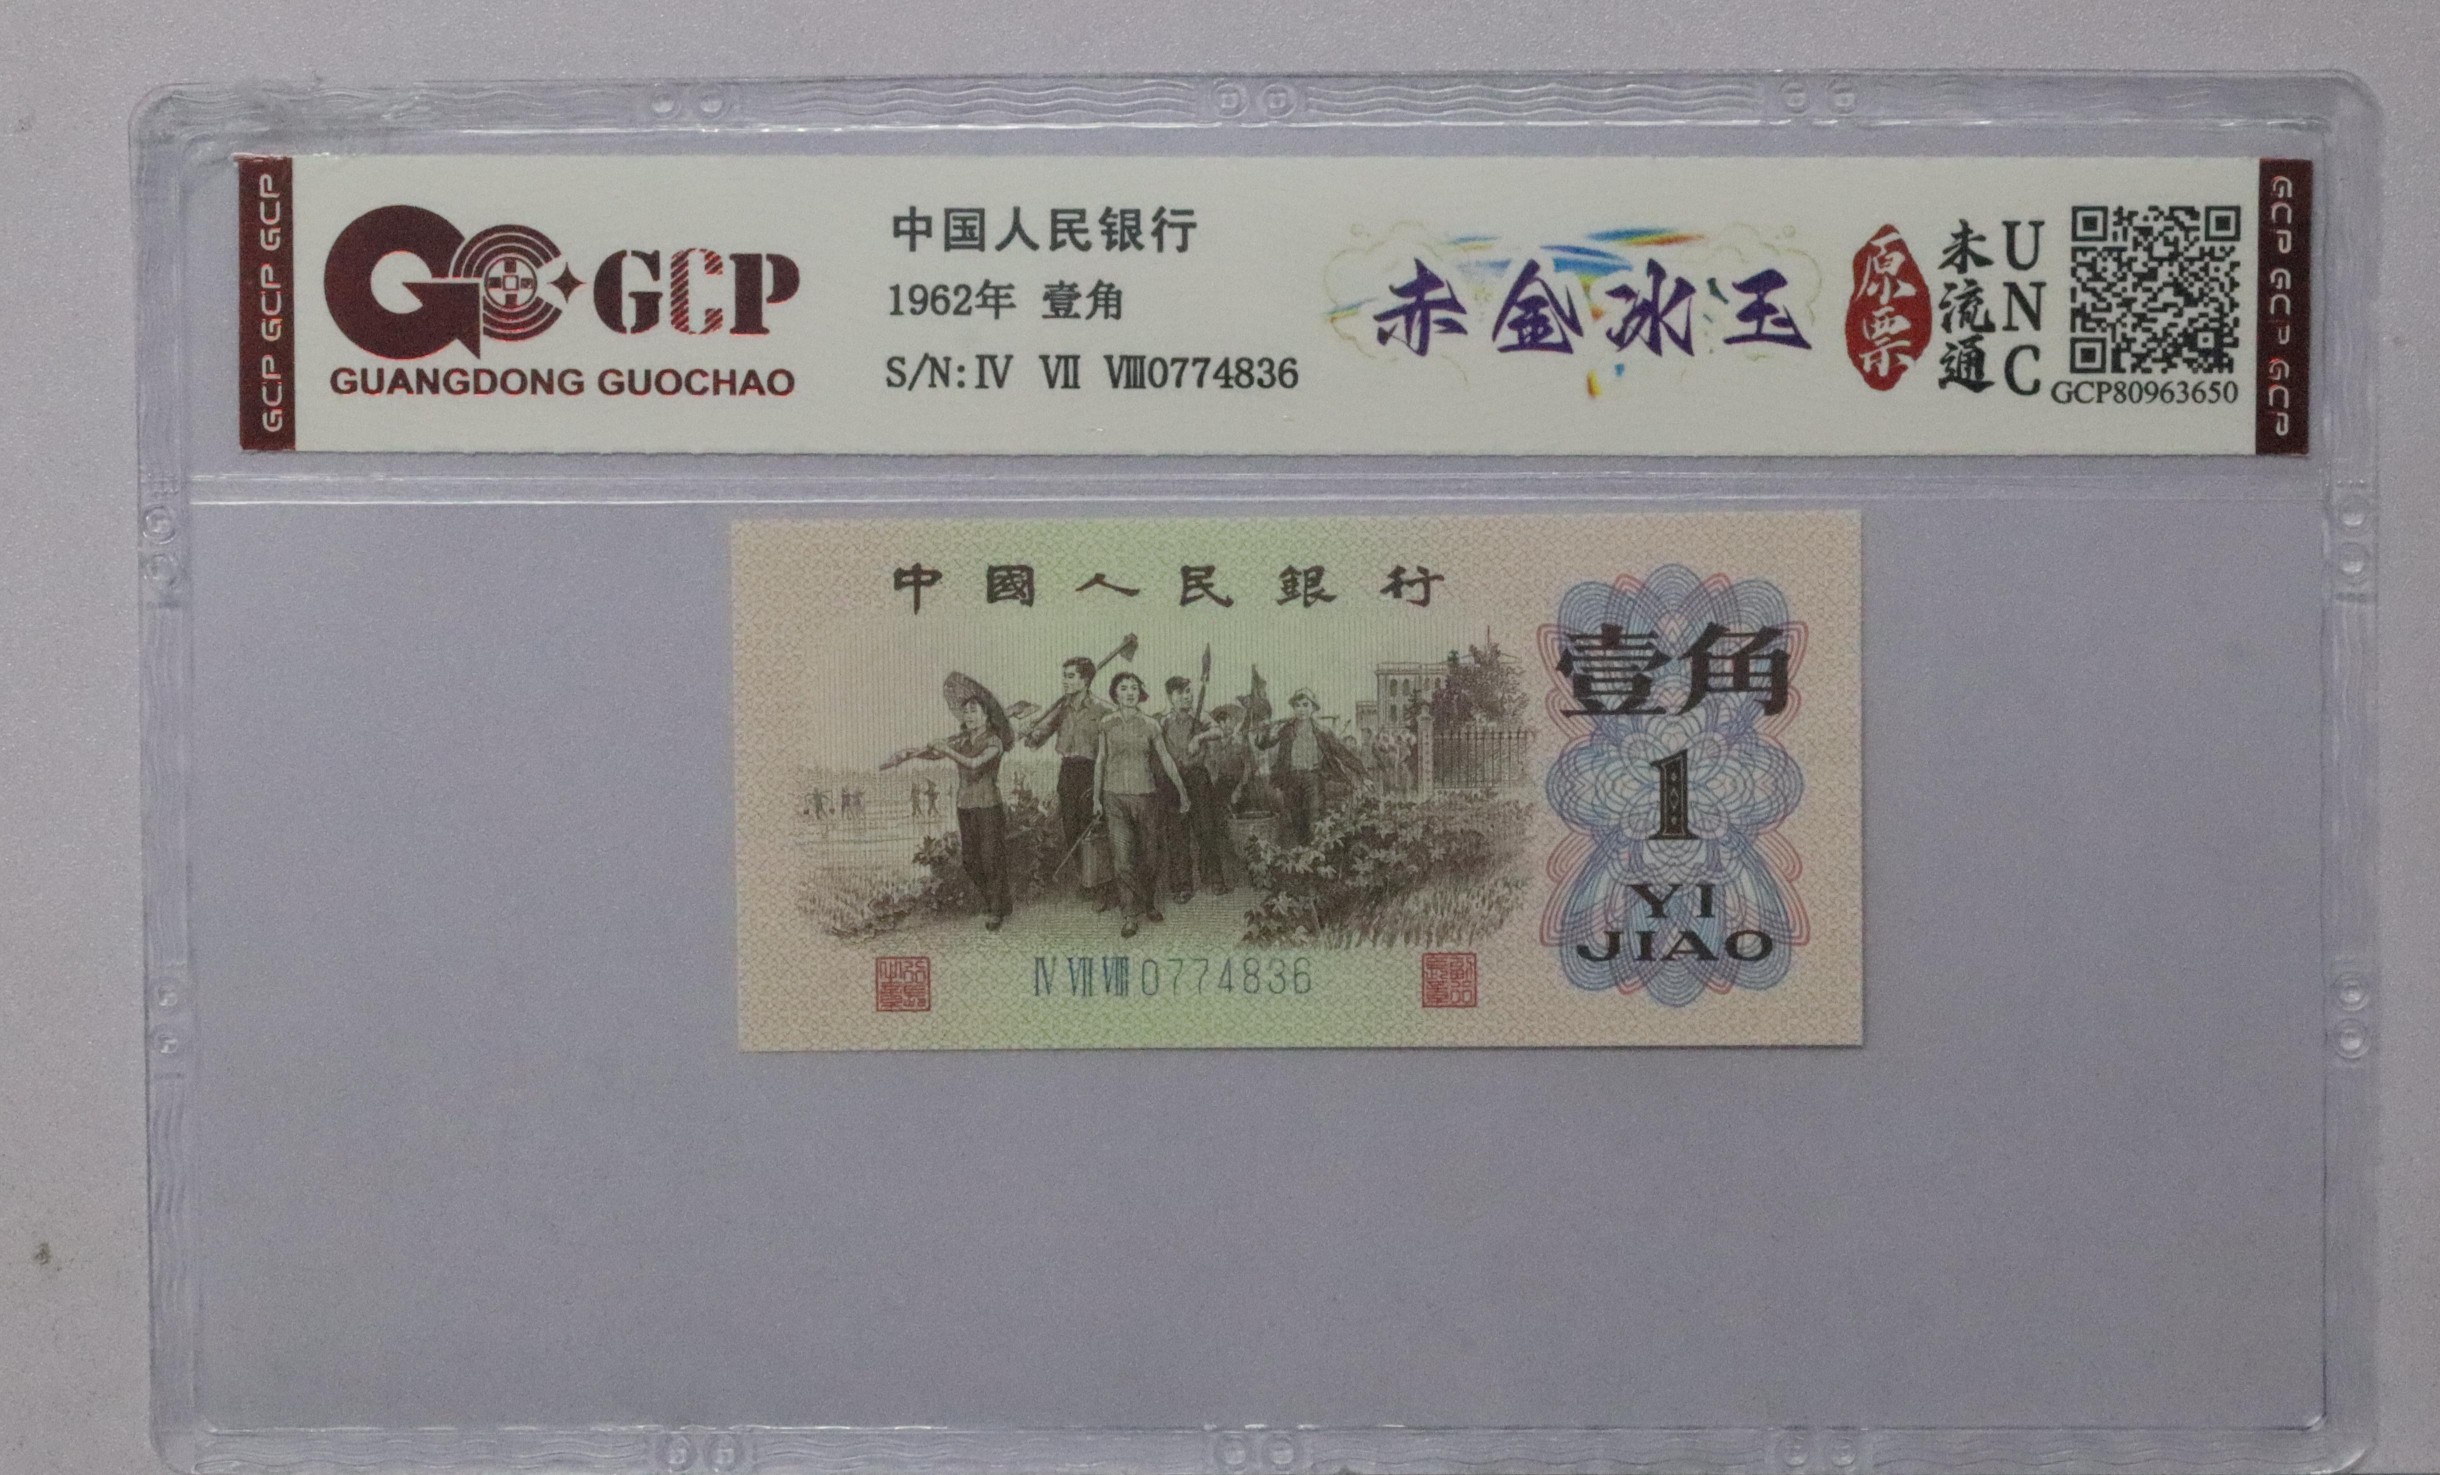 GCP GCP GCP
GCP
GUANGDONG GUOCHAO
中国人民银行
1962年 壹角
S/N: Ⅳ Ⅶ Ⅷ0774836
赤金冰玉
原票
未流通
UNC
GCP80963650
GCP GCP GCP
中國人民銀行
壹角
1
YI
JIAO
Ⅳ Ⅶ Ⅷ 0774836